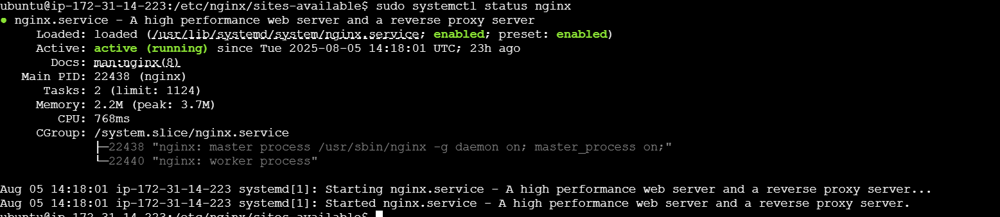 ubuntu@ip-172-31-14-223:/etc/nginx/sites-available$ sudo systemctl status nginx
● nginx.service - A high performance web server and a reverse proxy server
Loaded: loaded (/usr/lib/systemd/system/nginx.service; enabled; preset: enabled)
Active: active (running) since Tue 2025-08-05 14:18:01 UTC; 23h ago
Docs: man:nginx(8)
Main PID: 22438 (nginx)
Tasks: 2 (limit: 1124)
Memory: 2.2M (peak: 3.7M)
CPU: 768ms
CGroup: /system.slice/nginx.service
├─22438 "nginx: master process /usr/sbin/nginx -g daemon on; master_process on;"
└─22440 "nginx: worker process"
Aug 05 14:18:01 ip-172-31-14-223 systemd[1]: Starting nginx.service - A high performance web server and a reverse proxy server...
Aug 05 14:18:01 ip-172-31-14-223 systemd[1]: Started nginx.service - A high performance web server and a reverse proxy server.
ubuntu@ip-172-31-14-223:/etc/nginx/sites-available$